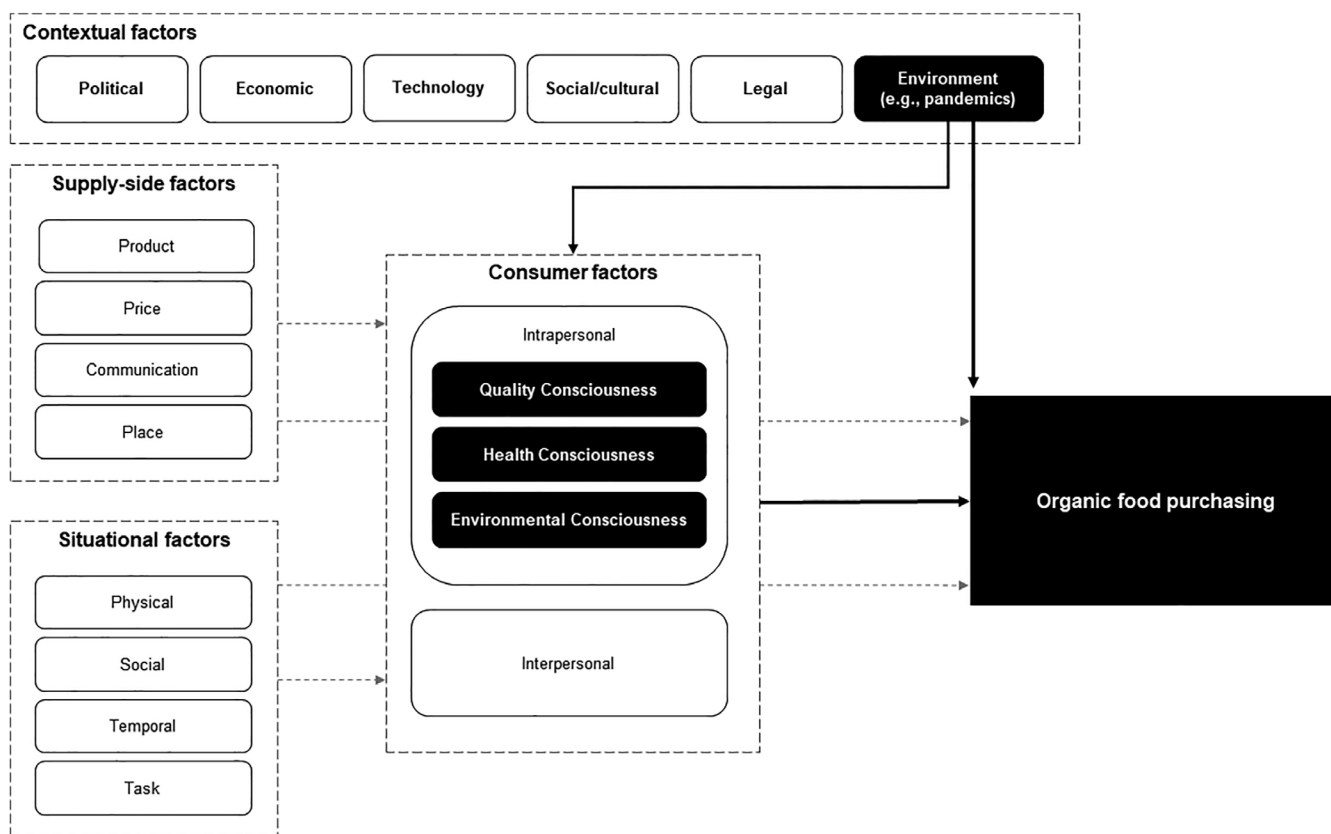 Contextual factors
Political
Economic
Technology
Social/cultural
Legal
Environment
(e.g., pandemics)
Supply-side factors
Product
Price
Communication
Place
Situational factors
Physical
Social
Temporal
Task
Consumer factors
Intrapersonal
Quality Consciousness
Health Consciousness
Environmental Consciousness
Interpersonal
Organic food purchasing